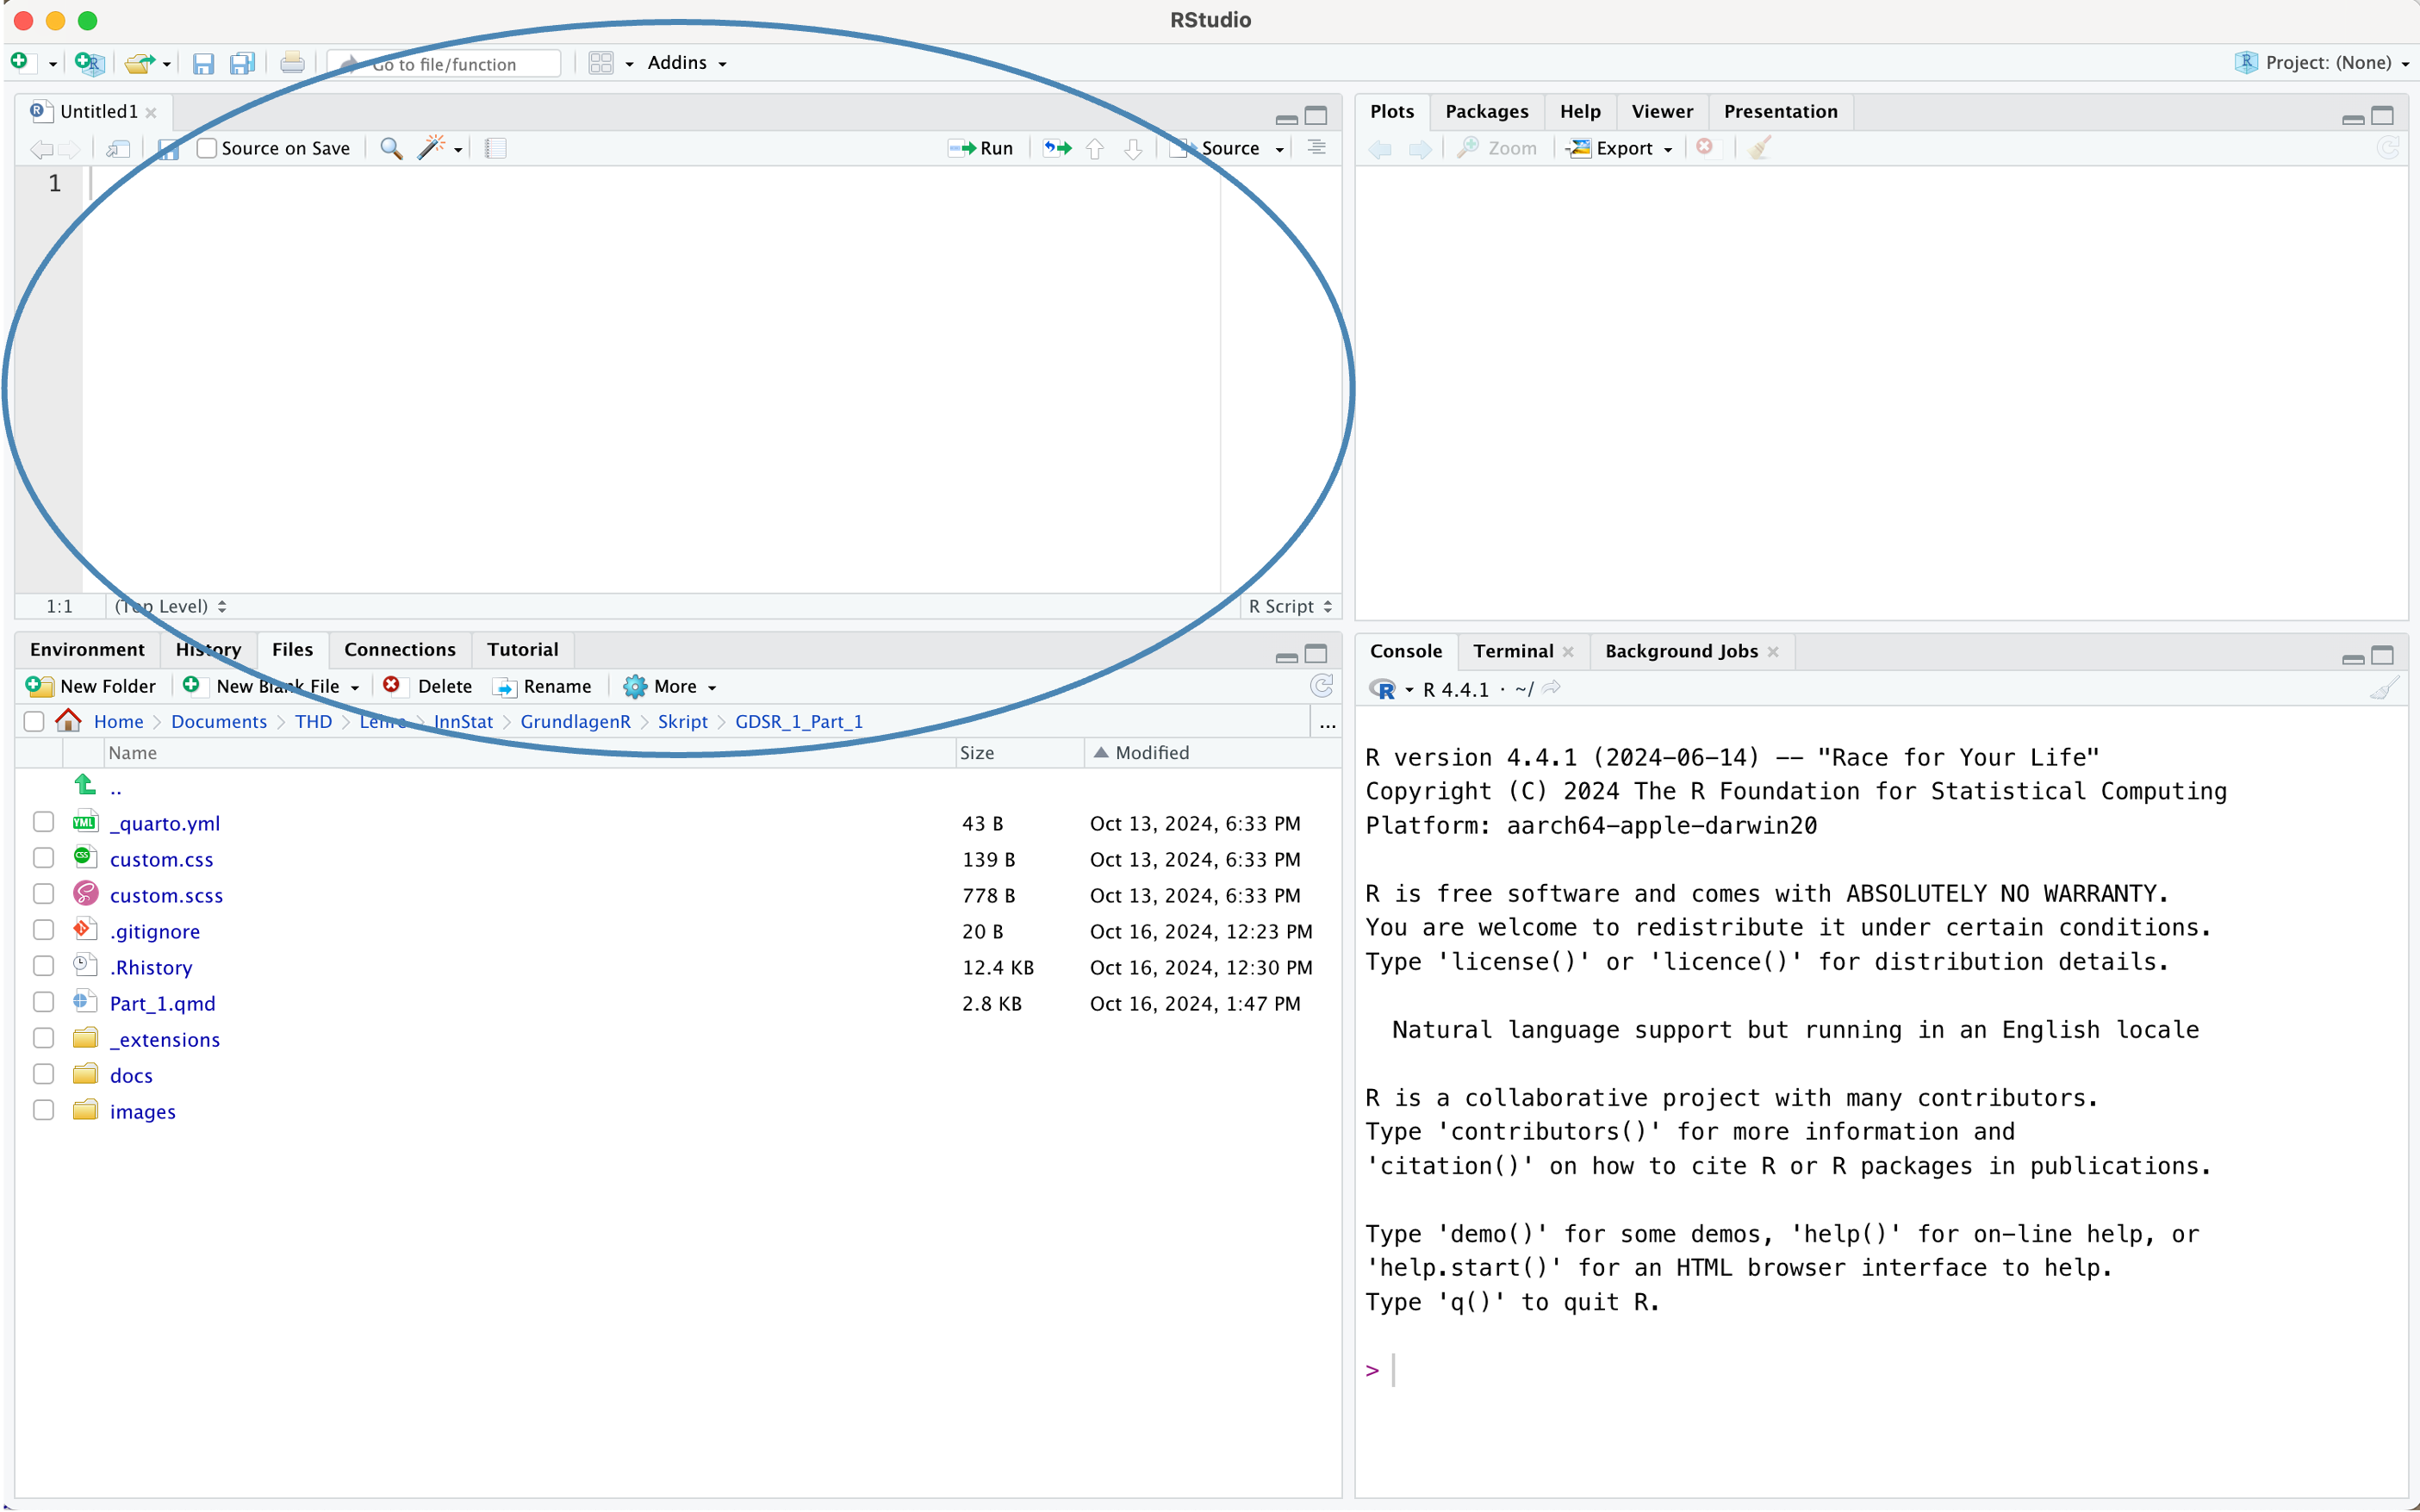 RStudio
Go to file/function
Addins
Project: (None)
Untitled1
Source on Save
Run
Source
1
1:1
(Top Level)
R Script
Plots Packages Help Viewer Presentation
Zoom Export
Environment History Files Connections Tutorial
New Folder New Blank File Delete Rename More
Home Documents THD Lehre InnStat GrundlagenR Skript GDSR_1_Part_1 ...
Name Size Modified
..
_quarto.yml 43 B Oct 13, 2024, 6:33 PM
custom.css 139 B Oct 13, 2024, 6:33 PM
custom.scss 778 B Oct 13, 2024, 6:33 PM
.gitignore 20 B Oct 16, 2024, 12:23 PM
.Rhistory 12.4 KB Oct 16, 2024, 12:30 PM
Part_1.qmd 2.8 KB Oct 16, 2024, 1:47 PM
_extensions
docs
images
Console Terminal Background Jobs
R 4.4.1 · ~/
R version 4.4.1 (2024-06-14) -- "Race for Your Life"
Copyright (C) 2024 The R Foundation for Statistical Computing
Platform: aarch64-apple-darwin20
R is free software and comes with ABSOLUTELY NO WARRANTY.
You are welcome to redistribute it under certain conditions.
Type 'license()' or 'licence()' for distribution details.
Natural language support but running in an English locale
R is a collaborative project with many contributors.
Type 'contributors()' for more information and
'citation()' on how to cite R or R packages in publications.
Type 'demo()' for some demos, 'help()' for on-line help, or
'help.start()' for an HTML browser interface to help.
Type 'q()' to quit R.
>